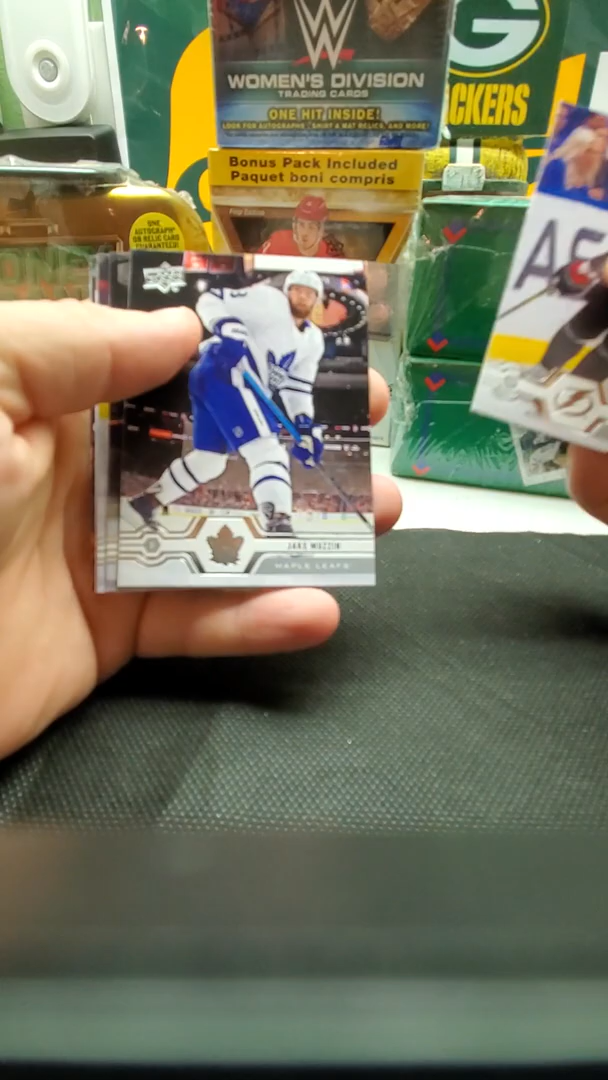 W
WOMEN'S DIVISION
TRADING CARDS
ONE HIT INSIDE!
LOOK FOR AUTOGRAPHS, SHIRT & MAT RELICS, AND MORE!
G
CKERS
Bonus Pack Included
Paquet boni compris
ONE
AUTOGRAPH
OR RELIC CARD
GUARANTEED!
JAKE MUZZIN
MAPLE LEAFS